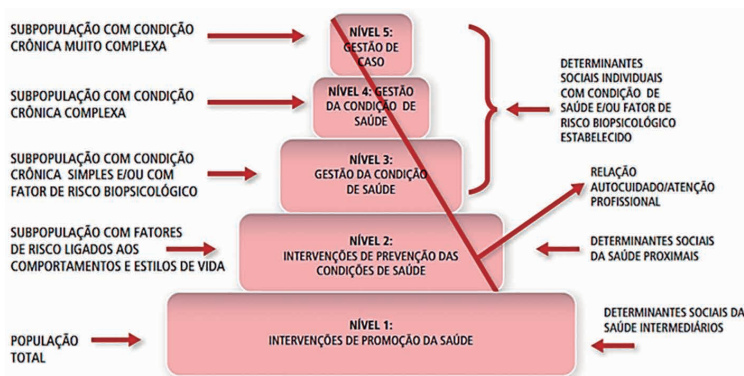 SUBPOPULAÇÃO COM CONDIÇÃO
CRÔNICA MUITO COMPLEXA
SUBPOPULAÇÃO COM CONDIÇÃO
CRÔNICA COMPLEXA
SUBPOPULAÇÃO COM CONDIÇÃO
CRÔNICA SIMPLES E/OU COM
FATOR DE RISCO BIOPSICOLÓGICO
SUBPOPULAÇÃO COM FATORES
DE RISCO LIGADOS AOS
COMPORTAMENTOS E ESTILOS DE VIDA
POPULAÇÃO
TOTAL
NÍVEL 5:
GESTÃO DE
CASO
NÍVEL 4: GESTÃO
DA CONDIÇÃO DE
SAÚDE
NÍVEL 3:
GESTÃO DA CONDIÇÃO
DE SAÚDE
NÍVEL 2:
INTERVENÇÕES DE PREVENÇÃO DAS
CONDIÇÕES DE SAÚDE
NÍVEL 1:
INTERVENÇÕES DE PROMOÇÃO DA SAÚDE
DETERMINANTES
SOCIAIS INDIVIDUAIS
COM CONDIÇÃO DE
SAÚDE E/OU FATOR DE
RISCO BIOPSICOLÓGICO
ESTABELECIDO
RELAÇÃO
AUTOCUIDADO/ATENÇÃO
PROFISSIONAL
DETERMINANTES SOCIAIS
DA SAÚDE PROXIMAIS
DETERMINANTES SOCIAIS DA
SAÚDE INTERMEDIÁRIOS